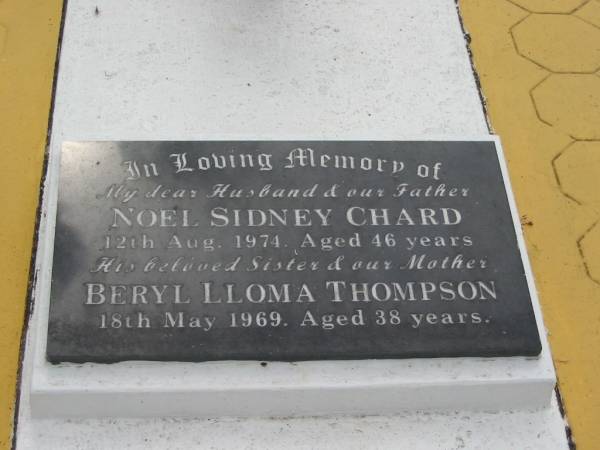 In Loving Memory of
My dear Husband & our Father
NOEL SIDNEY CHARD
12th Aug. 1974. Aged 46 years
His beloved Sister & our Mother
BERYL LLOMA THOMPSON
18th May 1969. Aged 38 years.